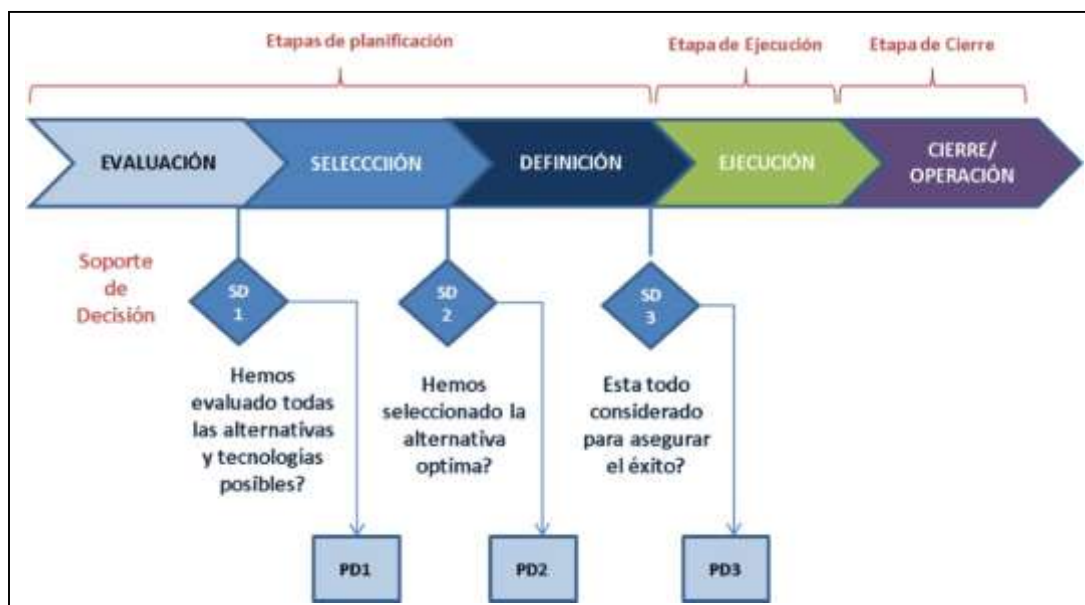 Etapas de planificación
Etapa de Ejecución
Etapa de Cierre
EVALUACIÓN
SELECCCIIÓN
DEFINICIÓN
EJECUCIÓN
CIERRE/
OPERACIÓN
Soporte
de
Decisión
SD
1
SD
2
SD
3
Hemos
evaluado todas
las alternativas
y tecnologías
posibles?
Hemos
seleccionado la
alternativa
optima?
Esta todo
considerado
para asegurar
el éxito?
PD1
PD2
PD3